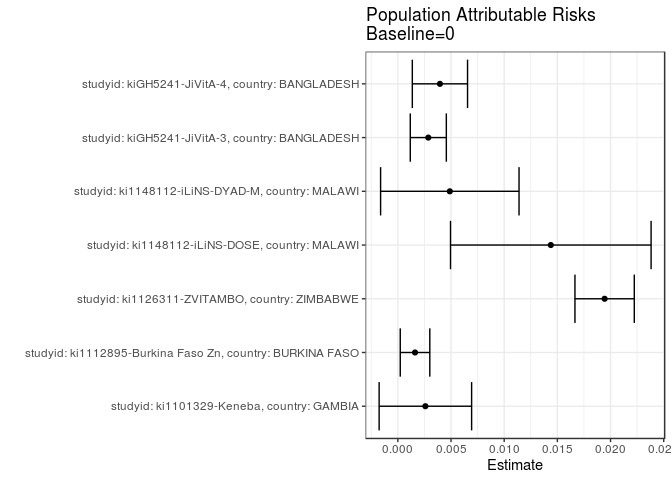 Population Attributable Risks
Baseline=0
studyid: kiGH5241-JiVitA-4, country: BANGLADESH
studyid: kiGH5241-JiVitA-3, country: BANGLADESH
studyid: ki1148112-iLiNS-DYAD-M, country: MALAWI
studyid: ki1148112-iLiNS-DOSE, country: MALAWI
studyid: ki1126311-ZVITAMBO, country: ZIMBABWE
studyid: ki1112895-Burkina Faso Zn, country: BURKINA FASO
studyid: ki1101329-Keneba, country: GAMBIA
0.000 0.005 0.010 0.015 0.020 0.02
Estimate